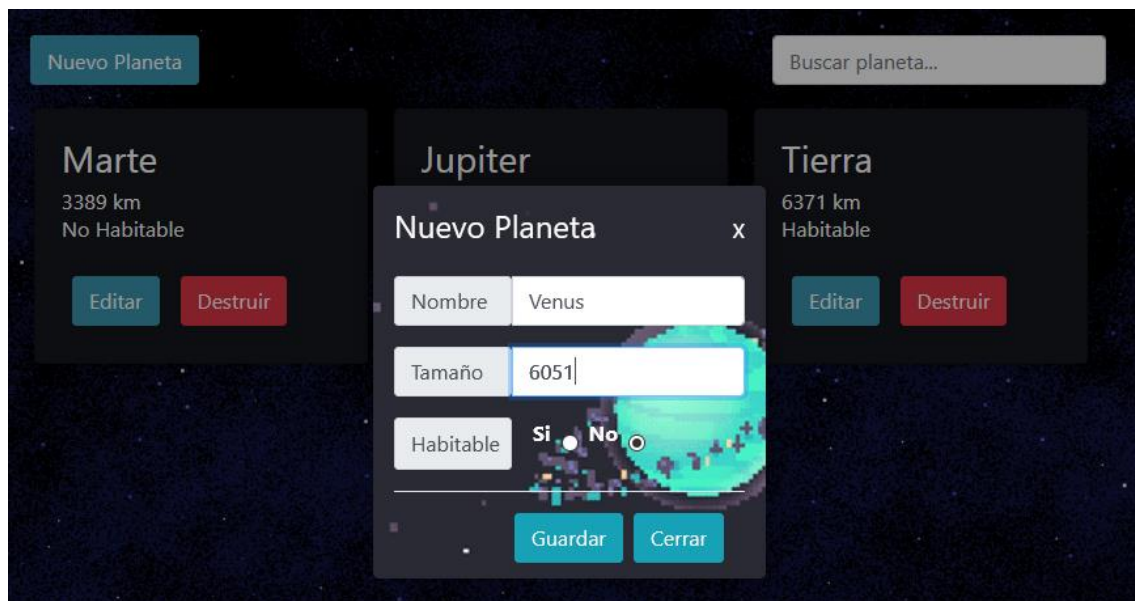 Nuevo Planeta
Buscar planeta...
Marte
3389 km
No Habitable
Editar
Destruir
Jupiter
Tierra
6371 km
Habitable
Editar
Destruir
Nuevo Planeta x
Nombre Venus
Tamaño 6051
Habitable Si No
Guardar Cerrar